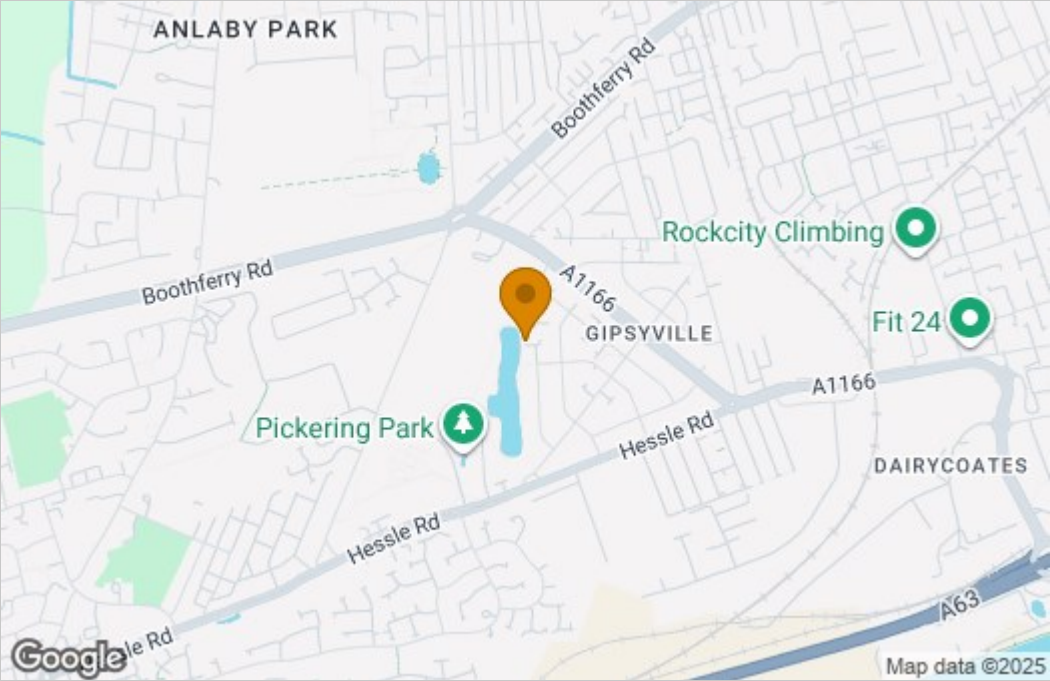 ANLABY PARK
Boothferry Rd
Rockcity Climbing
Boothferry Rd
A1166
GIPSYVILLE
Fit 24
A1166
Pickering Park
Hessle Rd
DAIRYCOATES
Hessle Rd
A63
Rd
Google
Map data ©2025